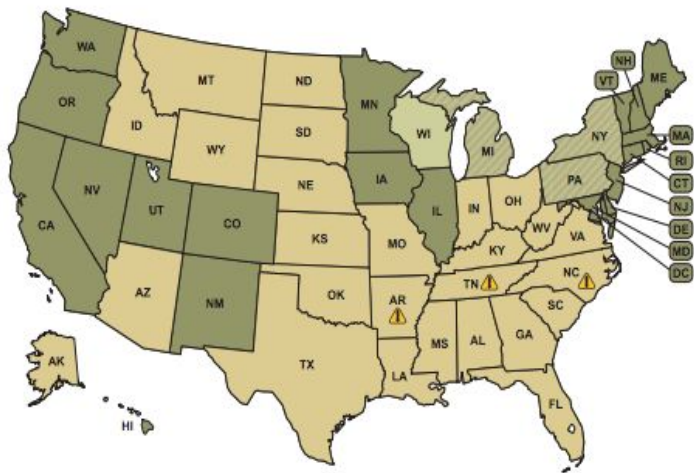 WA
OR
CA
NV
ID
MT
WY
UT
CO
AZ
NM
ND
SD
NE
KS
OK
TX
MN
IA
MO
AR
LA
WI
IL
MI
IN
OH
KY
TN
MS
AL
GA
FL
SC
NC
VA
WV
PA
NY
VT
NH
ME
MA
RI
CT
NJ
DE
MD
DC
AK
HI